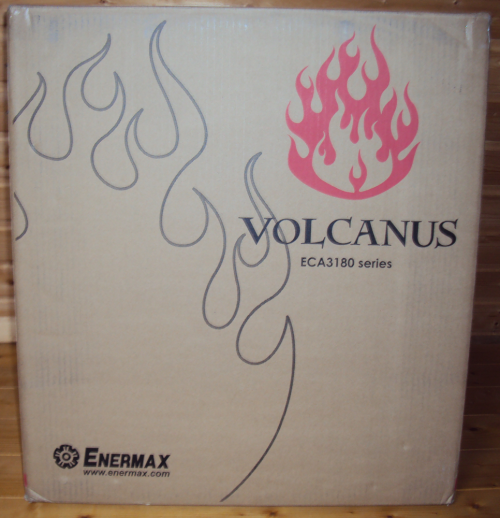 VOLCANUS
ECA3180 series
ENERMAX
www.enermax.com